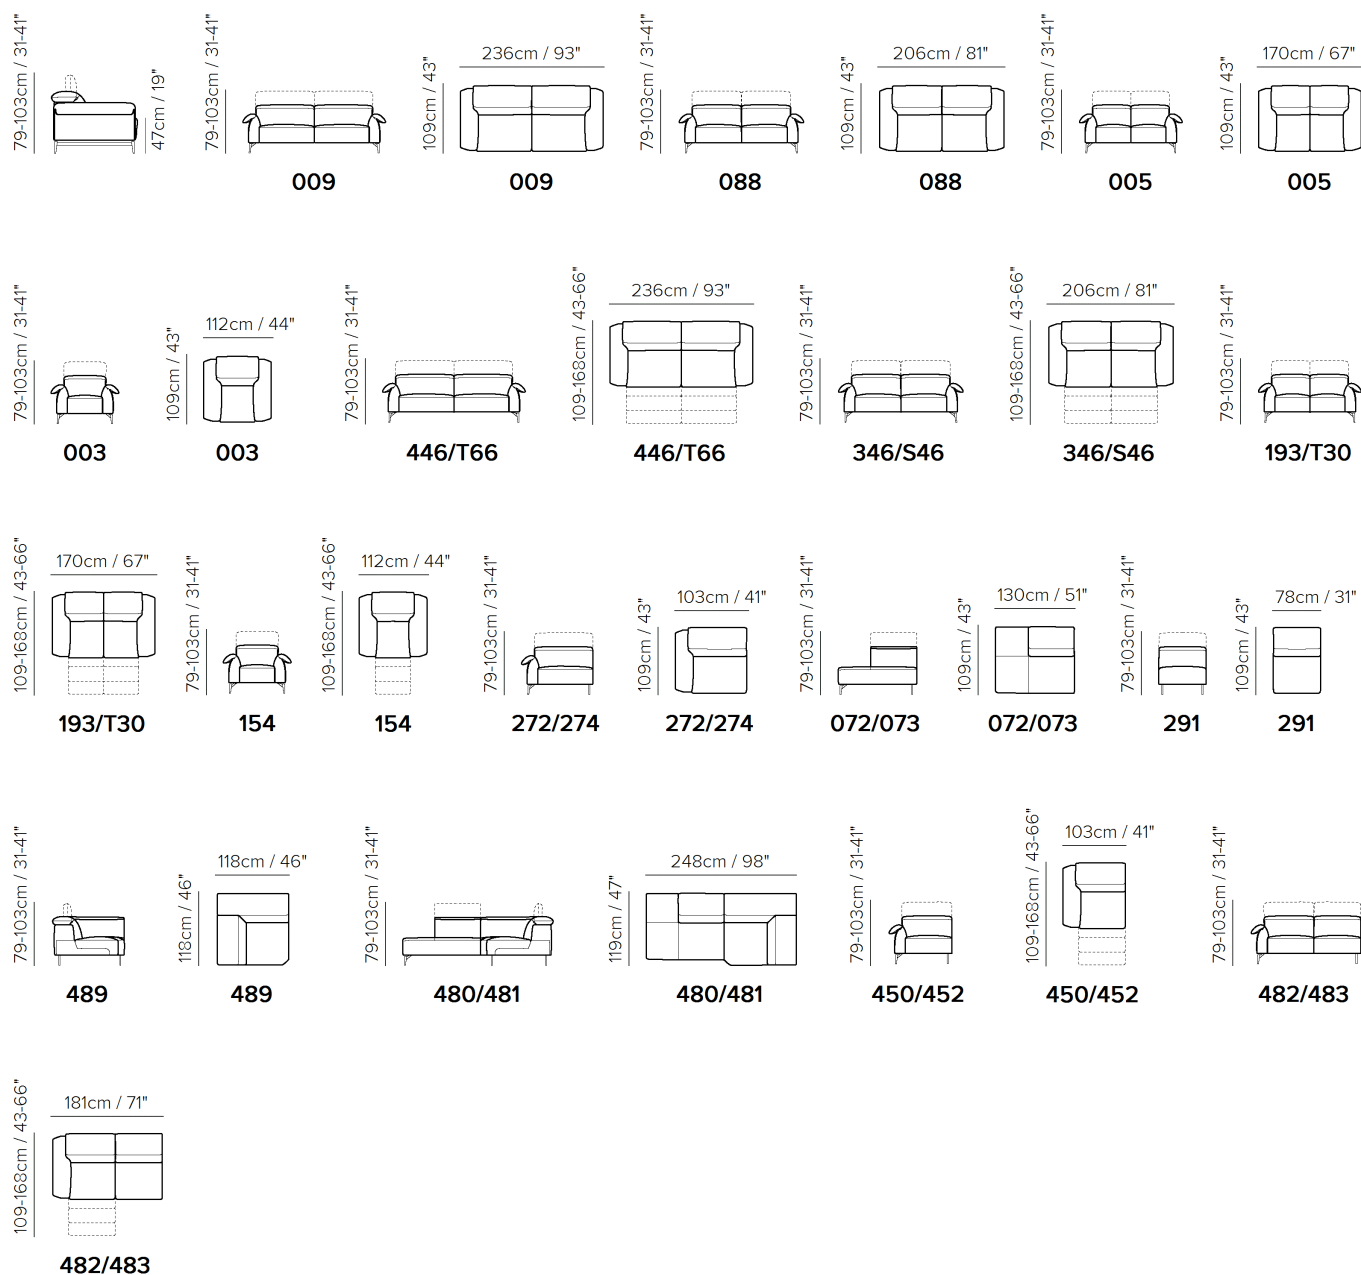 79-103cm / 31-41"
47cm / 19"
79-103cm / 31-41"
009
109cm / 43"
236cm / 93"
009
79-103cm / 31-41"
088
109cm / 43"
206cm / 81"
088
79-103cm / 31-41"
005
109cm / 43"
170cm / 67"
005
79-103cm / 31-41"
003
109cm / 43"
112cm / 44"
003
79-103cm / 31-41"
446/T66
109-168cm / 43-66"
236cm / 93"
446/T66
79-103cm / 31-41"
346/S46
109-168cm / 43-66"
206cm / 81"
346/S46
79-103cm / 31-41"
193/T30
109-168cm / 43-66"
170cm / 67"
193/T30
79-103cm / 31-41"
154
109-168cm / 43-66"
112cm / 44"
154
79-103cm / 31-41"
272/274
109cm / 43"
103cm / 41"
272/274
79-103cm / 31-41"
072/073
109cm / 43"
130cm / 51"
072/073
79-103cm / 31-41"
291
109cm / 43"
78cm / 31"
291
79-103cm / 31-41"
489
118cm / 46"
118cm / 46"
489
79-103cm / 31-41"
480/481
119cm / 47"
248cm / 98"
480/481
79-103cm / 31-41"
450/452
109-168cm / 43-66"
103cm / 41"
450/452
79-103cm / 31-41"
482/483
109-168cm / 43-66"
181cm / 71"
482/483